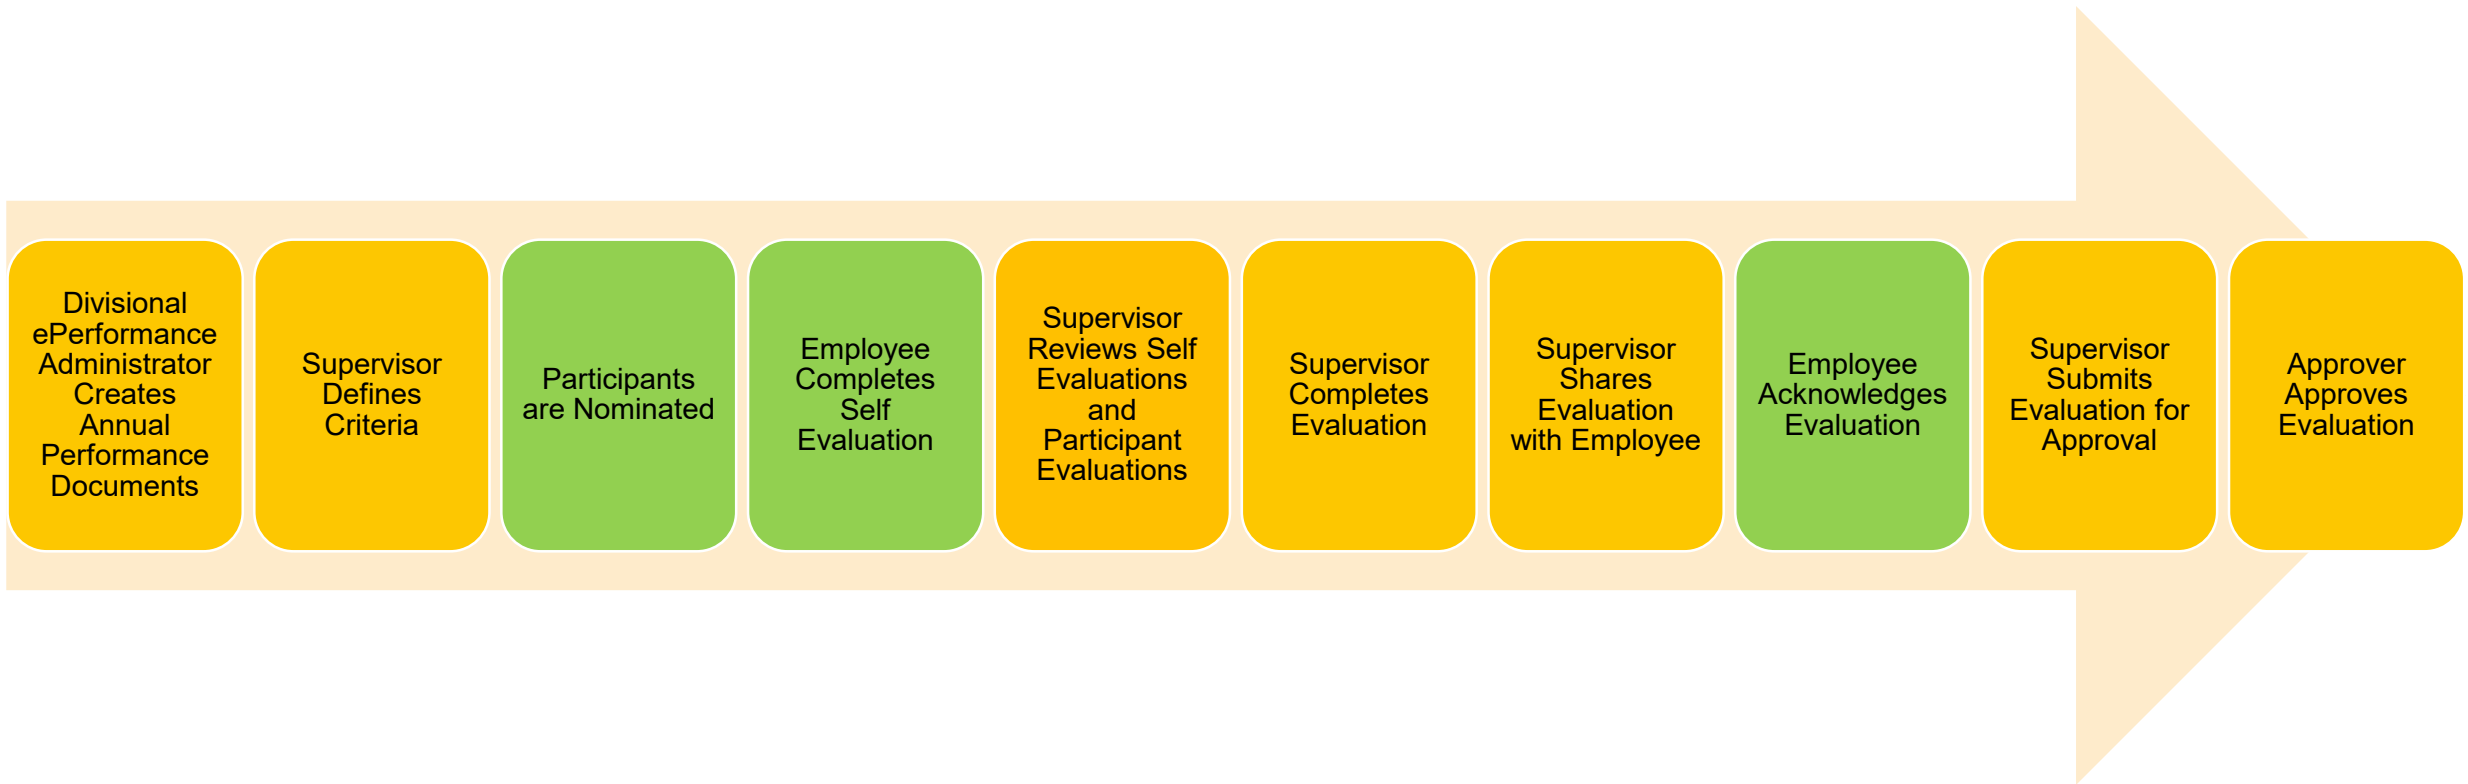 Divisional
ePerformance
Administrator
Creates
Annual
Performance
Documents
Supervisor
Defines
Criteria
Participants
are Nominated
Employee
Completes
Self
Evaluation
Supervisor
Reviews Self
Evaluations
and
Participant
Evaluations
Supervisor
Completes
Evaluation
Supervisor
Shares
Evaluation
with Employee
Employee
Acknowledges
Evaluation
Supervisor
Submits
Evaluation for
Approval
Approver
Approves
Evaluation